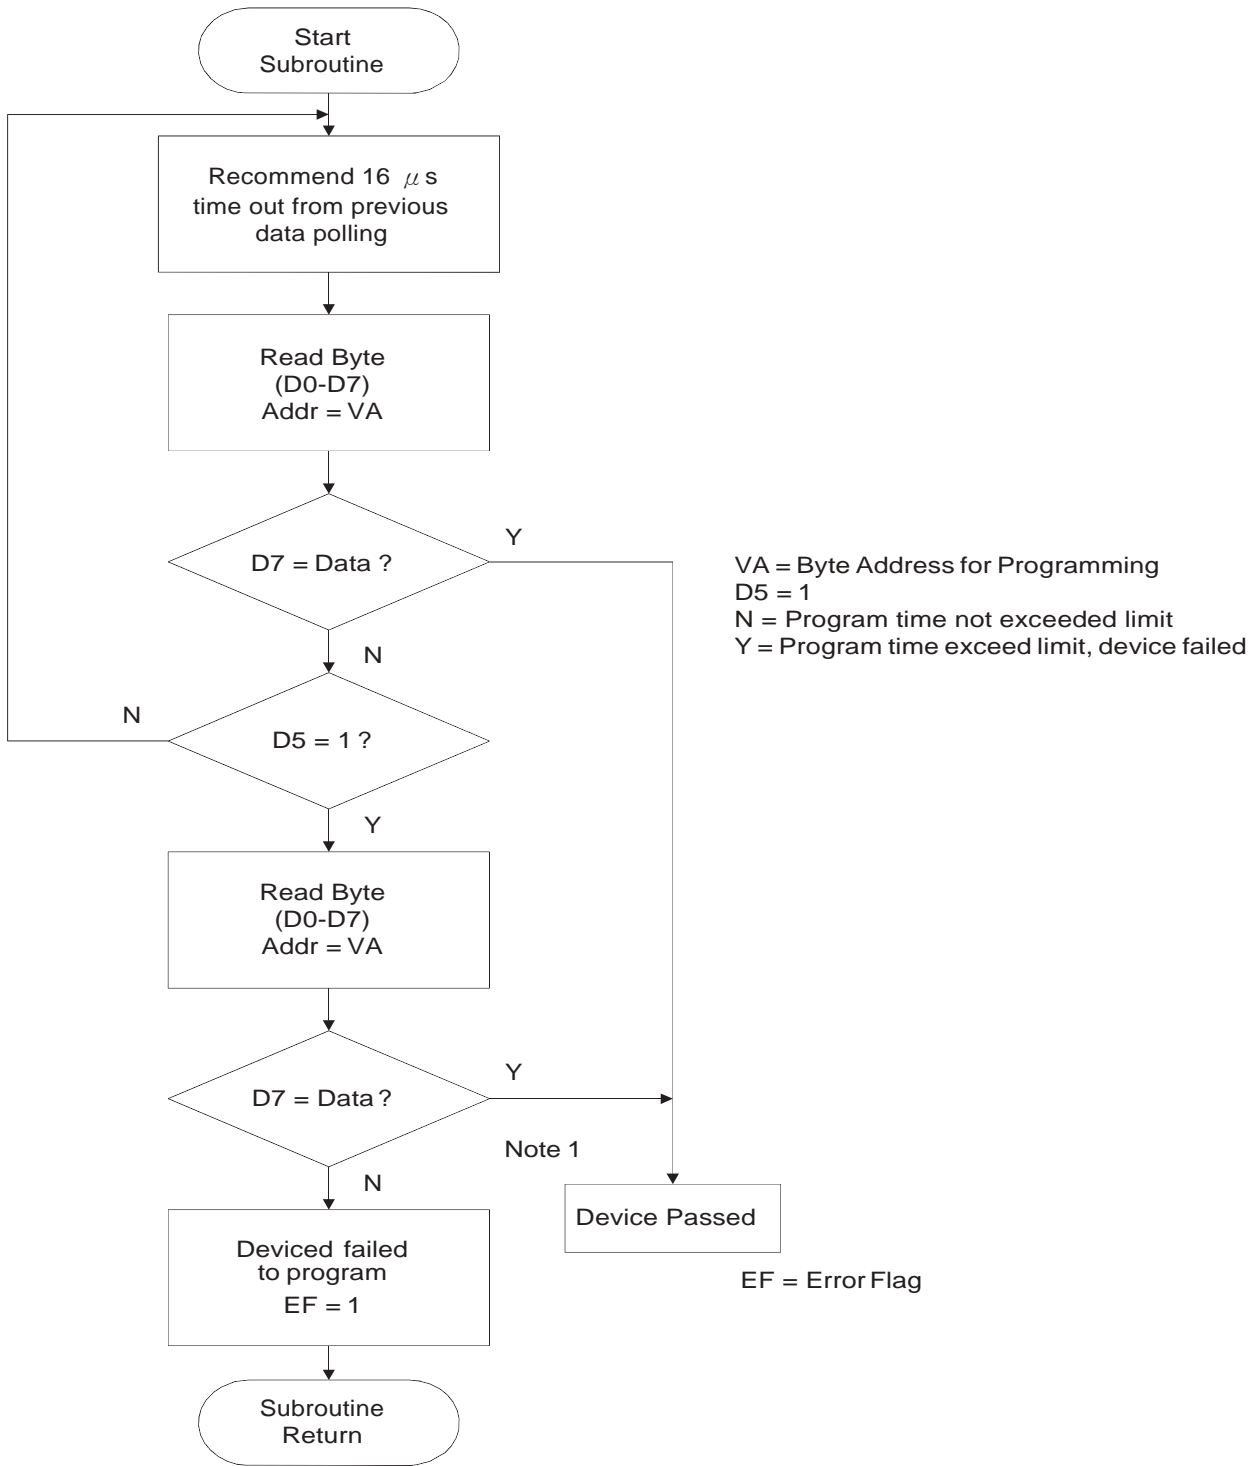 Start
Subroutine
Recommend 16 μs
time out from previous
data polling
Read Byte
(D0-D7)
Addr = VA
D7 = Data ?
Y
VA = Byte Address for Programming
D5 = 1
N = Program time not exceeded limit
Y = Program time exceed limit, device failed
N
N
D5 = 1 ?
Y
Read Byte
(D0-D7)
Addr = VA
D7 = Data ?
Y
Note 1
N
Device Passed
Deviced failed
to program
EF = 1
EF = Error Flag
Subroutine
Return